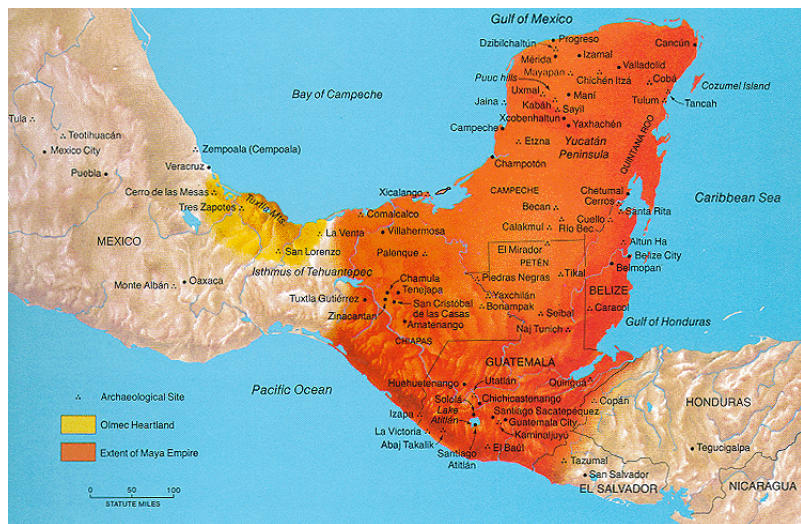 Gulf of Mexico
Progreso
Dzibilchaltún
Cancún
Mérida
Izamal
Mayapán
Valladolid
Chichén Itzá
Cobá
Cozumel Island
Puuc hills
Uxmal
Maní
Bay of Campeche
Jaina
Kabáh
Sayil
Tulum
Tancah
Xcobenhaltun
Yaxhachén
Tula
Teotihuacán
Campeche
Etzna
Yucatán
Peninsula
QUINTANA ROO
Mexico City
Zempoala (Cempoala)
Puebla
Veracruz
Champotón
Cerro de las Mesas
Xicalango
CAMPECHE
Chetumal
Cerros
Caribbean Sea
Tres Zapotes
Tuxtla Mts.
Comalcalco
Becan
Santa Rita
Calakmul
Río Bec
Cuello
La Venta
Villahermosa
MEXICO
San Lorenzo
Palenque
El Mirador
Altun Ha
PETÉN
Belize City
Isthmus of Tehuantepec
Piedras Negras
Tikal
Belmopan
Monte Albán
Oaxaca
Chamula
Tenejapa
BELIZE
Tuxtla Gutiérrez
San Cristóbal
de las Casas
Yaxchilán
Bonampak
Seibal
Caracol
Zinacantan
Amatenango
Naj Tunich
Gulf of Honduras
CHIAPAS
GUATEMALA
Pacific Ocean
Huehuetenango
Utatlán
Quiriguá
Archaeological Site
Sololá
Chichicastenango
Copán
HONDURAS
Lake
Atitlán
Santiago Sacatepéquez
Olmec Heartland
Izapa
Guatemala City
La Victoria
Kaminaljuyú
Abaj Takalik
El Baúl
Tegucigalpa
Extent of Maya Empire
Santiago
Atitlán
Tazumal
San Salvador
EL SALVADOR
NICARAGUA
0 50 100
STATUTE MILES